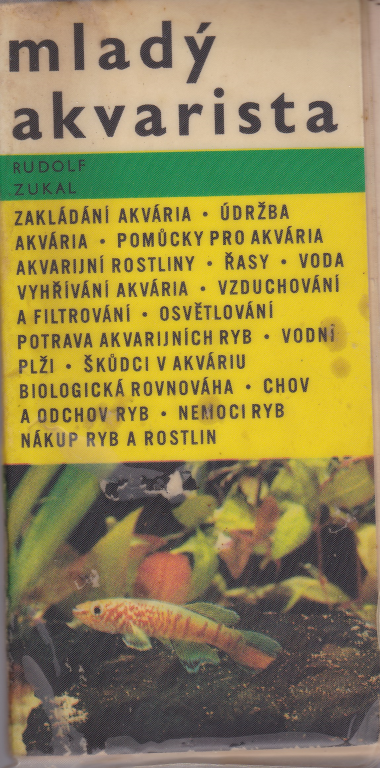 mladý
akvarista
RUDOLF
ZUKAL
ZAKLÁDÁNÍ AKVÁRIA • ÚDRŽBA
AKVÁRIA • POMŮCKY PRO AKVÁRIA
AKVARIJNÍ ROSTLINY • ŘASY • VODA
VYHŘÍVÁNÍ AKVÁRIA • VZDUCHOVÁNÍ
A FILTROVÁNÍ • OSVĚTLOVÁNÍ
POTRAVA AKVARIJNÍCH RYB • VODNÍ
PLŽI • ŠKŮDCI V AKVÁRIU
BIOLOGICKÁ ROVNOVÁHA • CHOV
A ODCHOV RYB • NEMOCI RYB
NÁKUP RYB A ROSTLIN